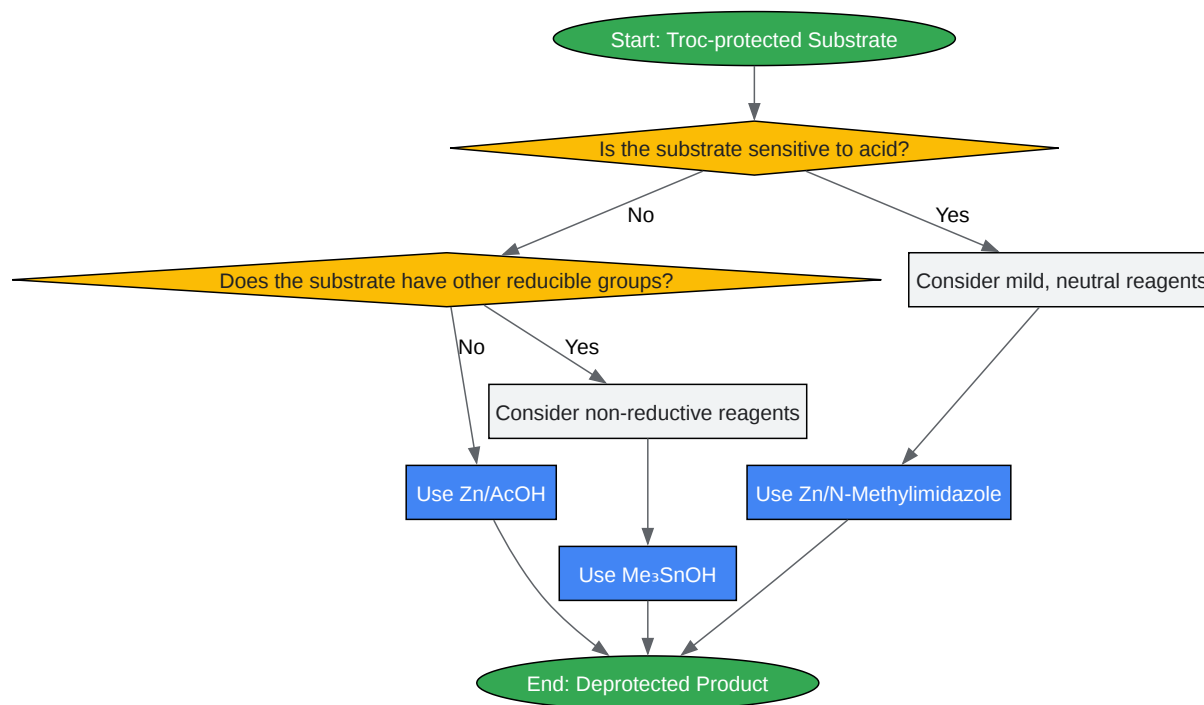 Start: Troc-protected Substrate
Is the substrate sensitive to acid?
No
Yes
Does the substrate have other reducible groups?
Consider mild, neutral reagents
No
Yes
Consider non-reductive reagents
Use Zn/AcOH
Use Zn/N-Methylimidazole
Use Me₃SnOH
End: Deprotected Product